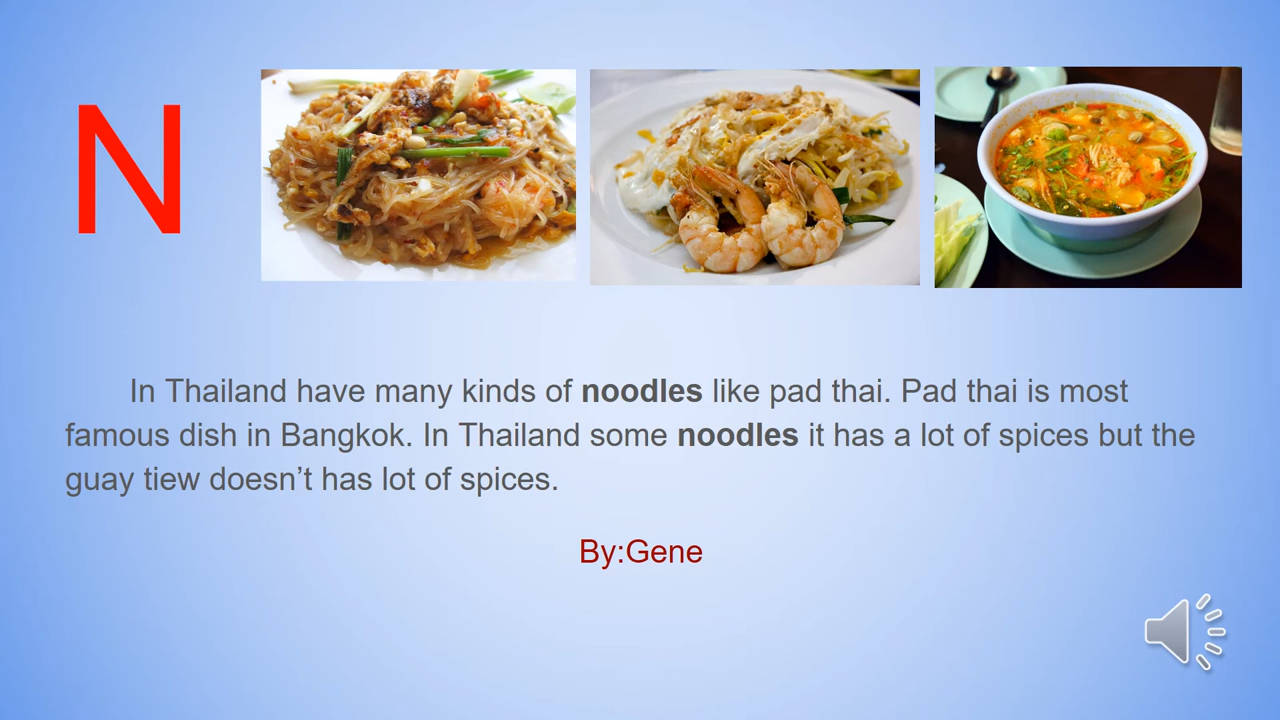 N
In Thailand have many kinds of noodles like pad thai. Pad thai is most
famous dish in Bangkok. In Thailand some noodles it has a lot of spices but the
guay tiew doesn’t has lot of spices.
By:Gene